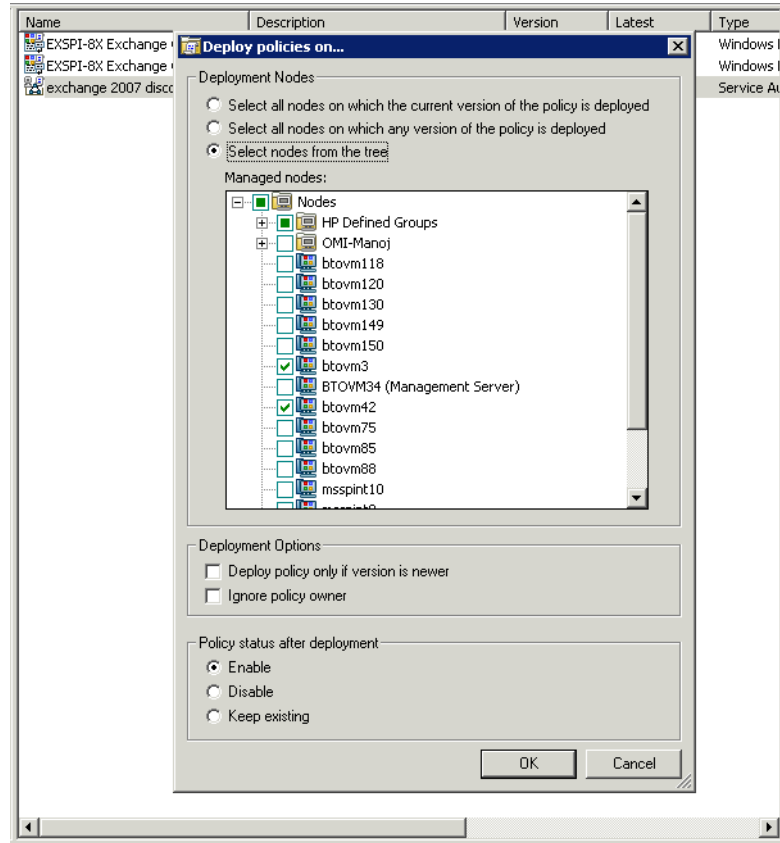 Name Description Version Latest Type
EXSPI-8X Exchange Windows
EXSPI-8X Exchange Windows
exchange 2007 Service
Deploy policies on...
Deployment Nodes
Select all nodes on which the current version of the policy is deployed
Select all nodes on which any version of the policy is deployed
Select nodes from the tree
Managed nodes:
Nodes
HP Defined Groups
OMI-Manoj
btovm118
btovm120
btovm130
btovm149
btovm150
btovm3
BTOVM34 (Management Server)
btovm42
btovm75
btovm85
btovm88
msspint10
Deployment Options
Deploy policy only if version is newer
Ignore policy owner
Policy status after deployment
Enable
Disable
Keep existing
OK Cancel